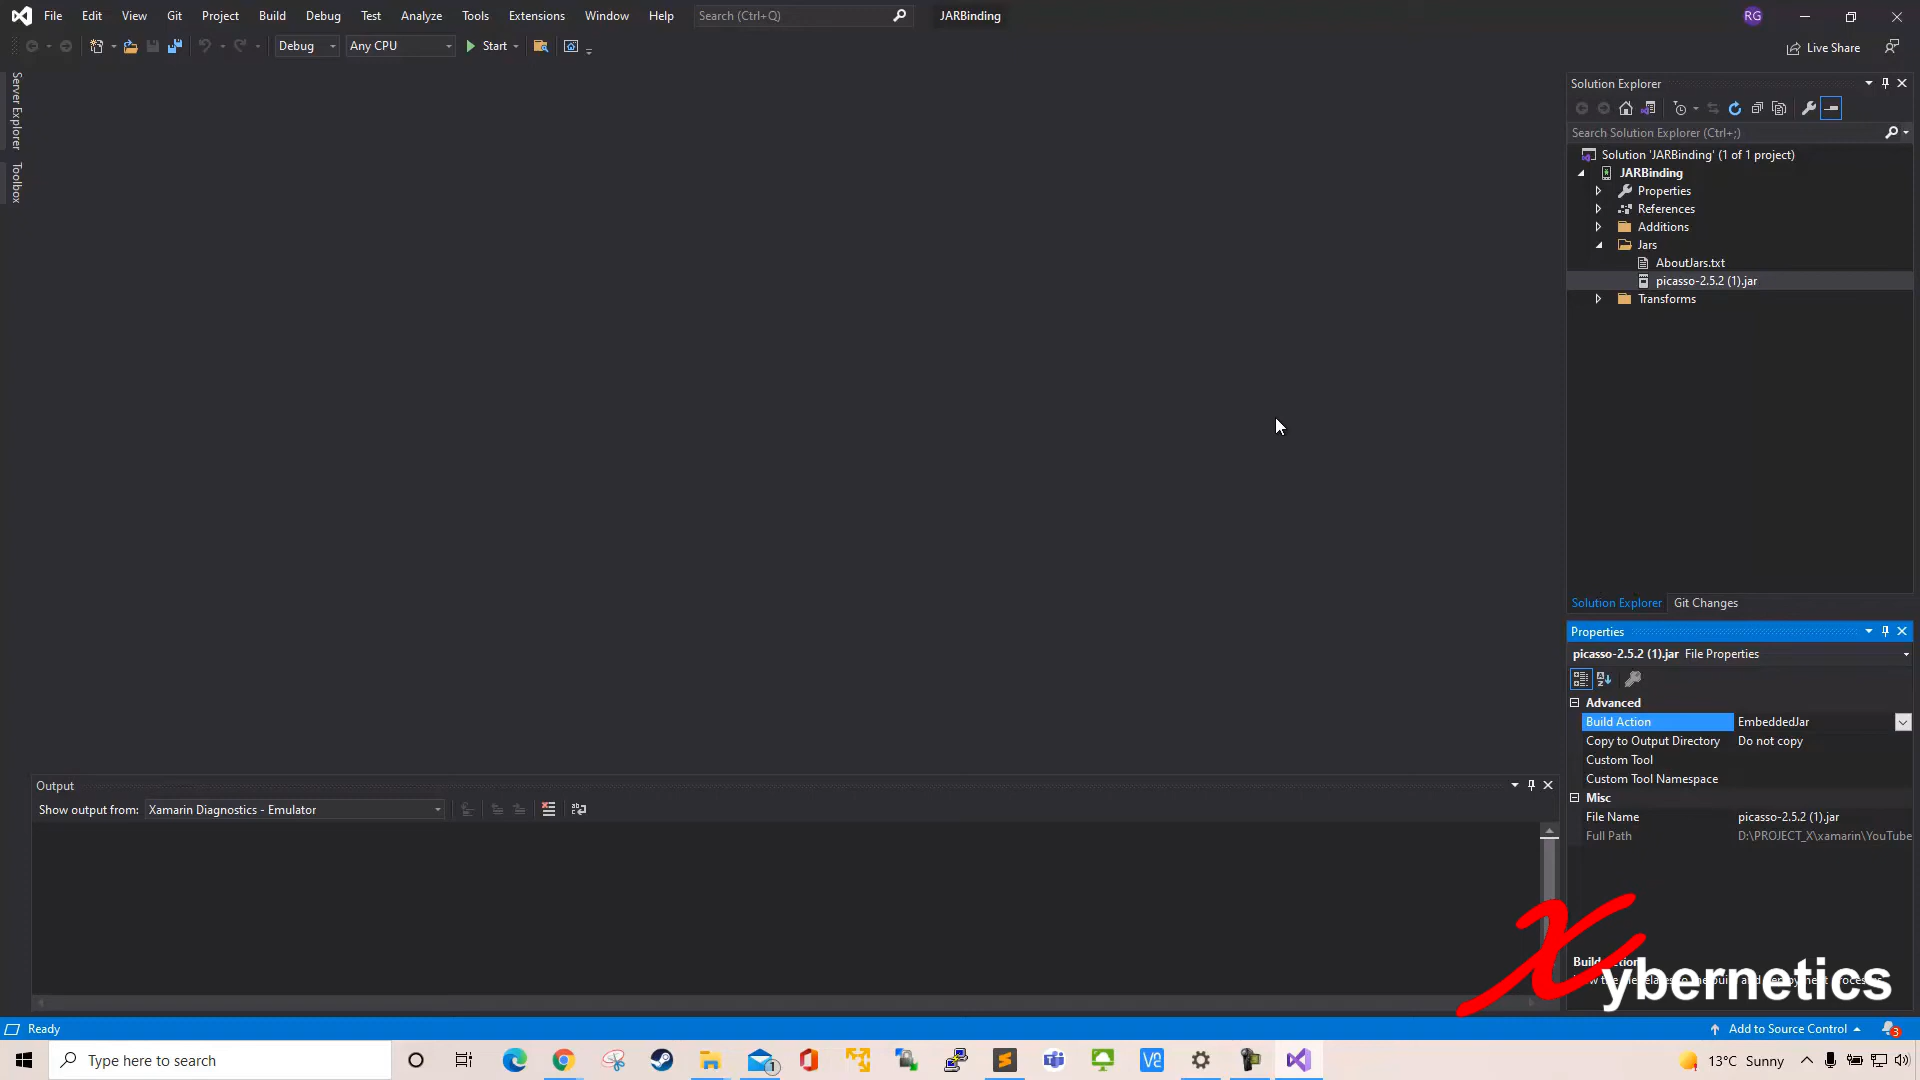 File Edit View Git Project Build Debug Test Analyze Tools Extensions Window Help Search (Ctrl+Q) JARBinding RG
Debug Any CPU Start Live Share
Server Explorer
Toolbox
Solution Explorer
Search Solution Explorer (Ctrl+;)
Solution 'JARBinding' (1 of 1 project)
JARBinding
Properties
References
Additions
Jars
AboutJars.txt
picasso-2.5.2 (1).jar
Transforms
Solution Explorer Git Changes
Properties
picasso-2.5.2 (1).jar File Properties
Advanced
Build Action EmbeddedJar
Copy to Output Directory Do not copy
Custom Tool
Custom Tool Namespace
Misc
File Name picasso-2.5.2 (1).jar
Full Path D:\PROJECT_X\xamarin\YouTube
Output
Show output from: Xamarin Diagnostics - Emulator
Xybernetics
Ready Add to Source Control 3
Type here to search 1 13°C Sunny